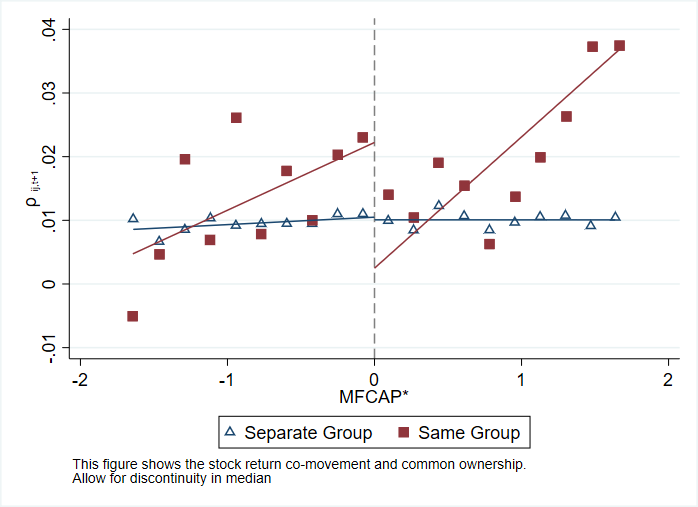 .04
.03
.02
.01
0
-.01
ρ ij,t+1
-2 -1 0 1 2
MFCAP*
Separate Group Same Group
This figure shows the stock return co-movement and common ownership.
Allow for discontinuity in median